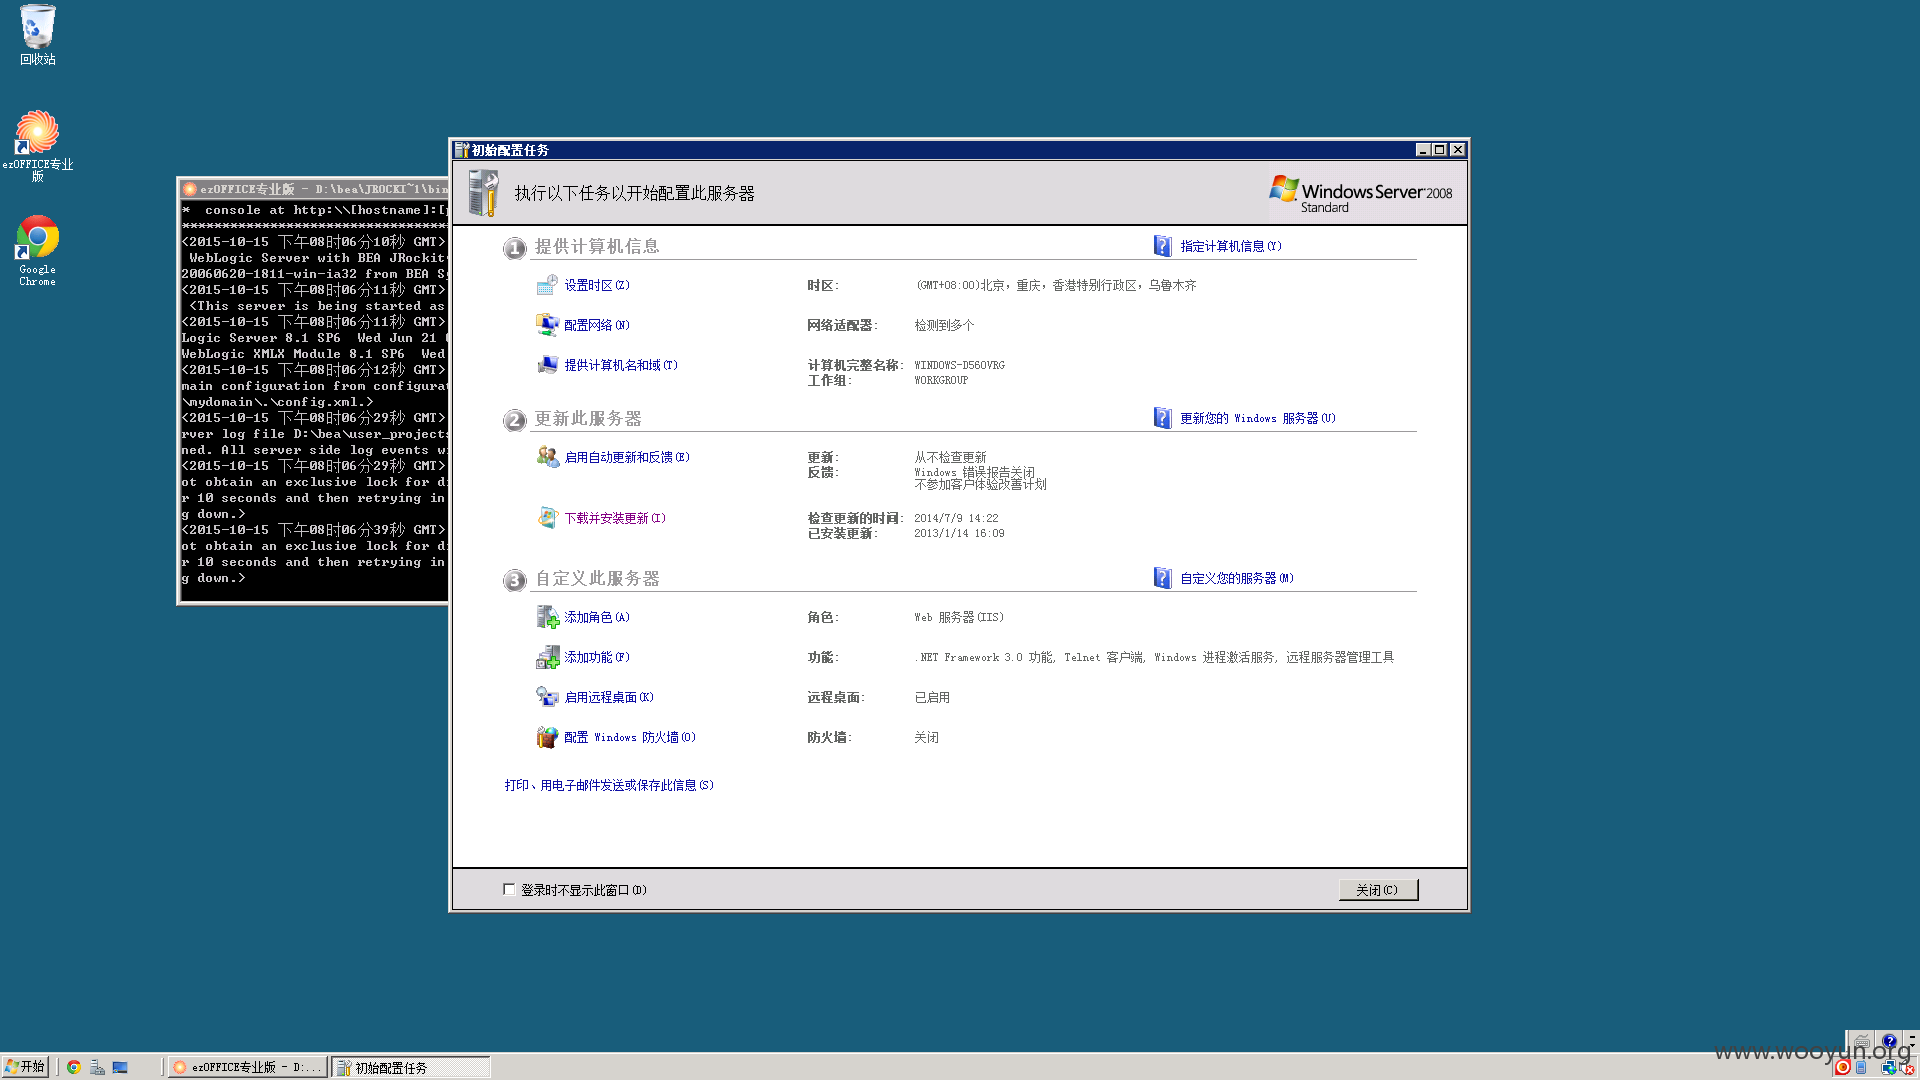 回收站
ezOFFICE专业版
Google Chrome
ezOFFICE专业版 - D:\bea\JROCKI~1\bin
*  console at http:\\[hostname]:[
***********************************
<2015-10-15 下午08时06分10秒 GMT>
 WebLogic Server with BEA JRockit
20060620-1811-win-ia32 from BEA S
<2015-10-15 下午08时06分11秒 GMT>
 <This server is being started as
<2015-10-15 下午08时06分11秒 GMT>
Logic Server 8.1 SP6  Wed Jun 21
WebLogic XMLX Module 8.1 SP6  Wed
<2015-10-15 下午08时06分12秒 GMT>
main configuration from configurat
\mydomain\.\config.xml.>
<2015-10-15 下午08时06分29秒 GMT>
rver log file D:\bea\user_projects
ned. All server side log events w
<2015-10-15 下午08时06分29秒 GMT>
ot obtain an exclusive lock for d
r 10 seconds and then retrying in
g down.>
<2015-10-15 下午08时06分39秒 GMT>
ot obtain an exclusive lock for d
r 10 seconds and then retrying in
g down.>
初始配置任务
执行以下任务以开始配置此服务器
Windows Server 2008
Standard
1 提供计算机信息
指定计算机信息(Y)
设置时区(Z) 时区: (GMT+08:00)北京，重庆，香港特别行政区，乌鲁木齐
配置网络(N) 网络适配器: 检测到多个
提供计算机名和域(T) 计算机完整名称: WINDOWS-D560VRG
工作组: WORKGROUP
2 更新此服务器
更新您的 Windows 服务器(U)
启用自动更新和反馈(E) 更新: 从不检查更新
反馈: Windows 错误报告关闭
不参加客户体验改善计划
下载并安装更新(I) 检查更新的时间: 2014/7/9 14:22
已安装更新: 2013/1/14 16:09
3 自定义此服务器
自定义您的服务器(M)
添加角色(A) 角色: Web 服务器(IIS)
添加功能(F) 功能: .NET Framework 3.0 功能, Telnet 客户端, Windows 进程激活服务, 远程服务器管理工具
启用远程桌面(K) 远程桌面: 已启用
配置 Windows 防火墙(O) 防火墙: 关闭
打印、用电子邮件发送或保存此信息(S)
登录时不显示此窗口(D)
关闭(C)
开始
ezOFFICE专业版 - D:...
初始配置任务
www.wooyun.org